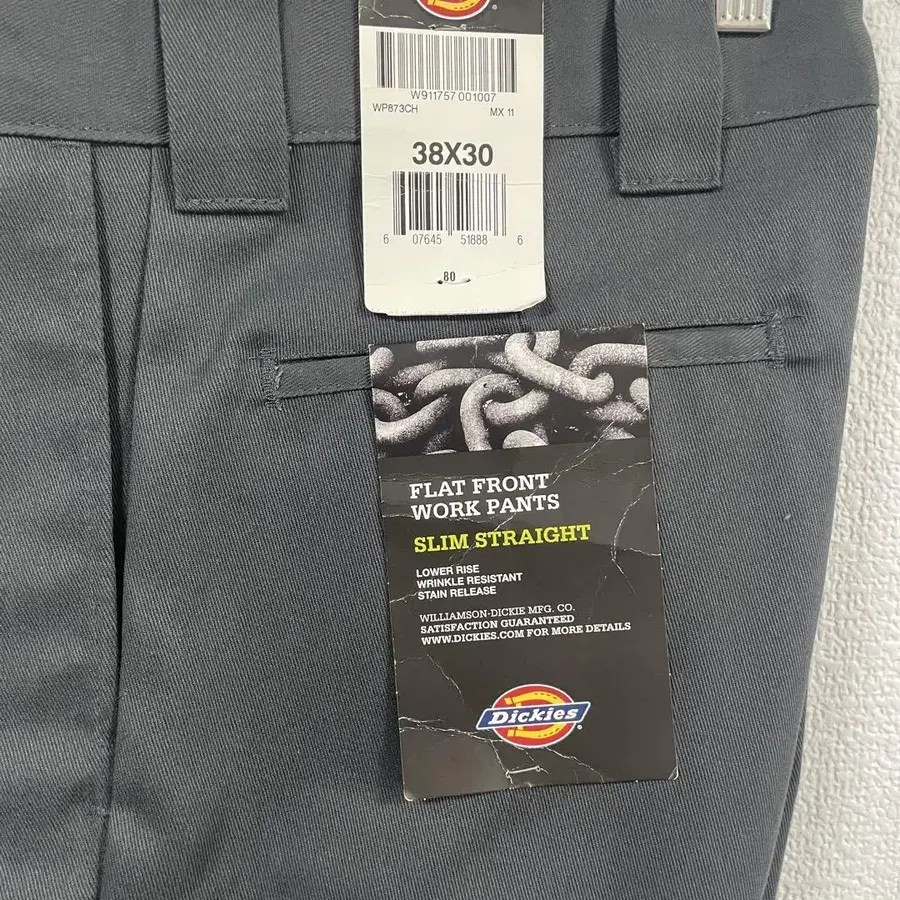 W911757 001007
WP873CH MX 11
38X30
6 07645 51888 6
80
FLAT FRONT
WORK PANTS
SLIM STRAIGHT
LOWER RISE
WRINKLE RESISTANT
STAIN RELEASE
WILLIAMSON-DICKIE MFG. CO.
SATISFACTION GUARANTEED
WWW.DICKIES.COM FOR MORE DETAILS
Dickies